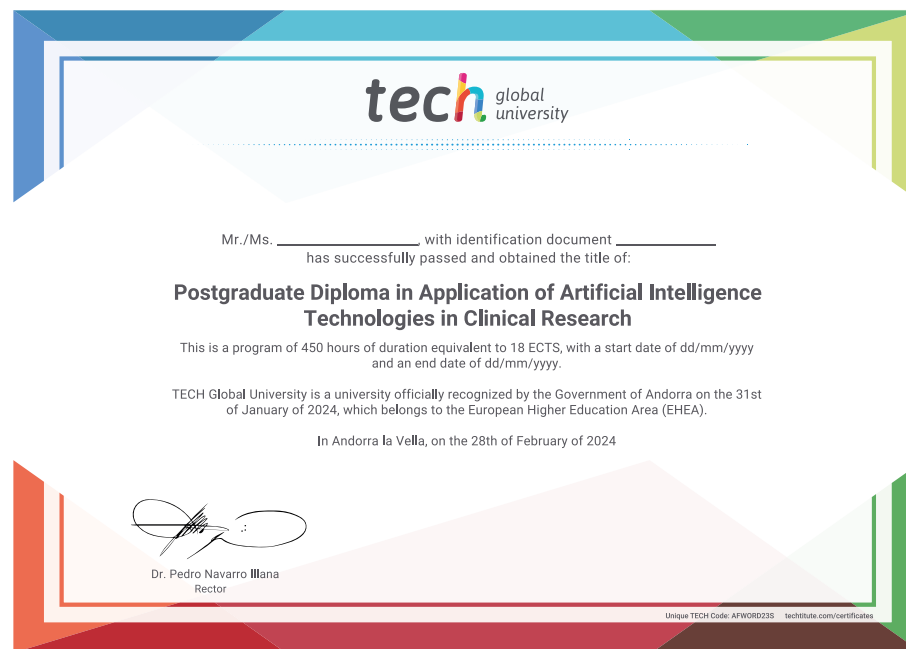 tech global university
Mr./Ms. ____________________, with identification document ______________
has successfully passed and obtained the title of:
Postgraduate Diploma in Application of Artificial Intelligence
Technologies in Clinical Research
This is a program of 450 hours of duration equivalent to 18 ECTS, with a start date of dd/mm/yyyy
and an end date of dd/mm/yyyy.
TECH Global University is a university officially recognized by the Government of Andorra on the 31st
of January of 2024, which belongs to the European Higher Education Area (EHEA).
In Andorra la Vella, on the 28th of February of 2024
Dr. Pedro Navarro Illana
Rector
Unique TECH Code: AFWORD23S techtitute.com/certificates